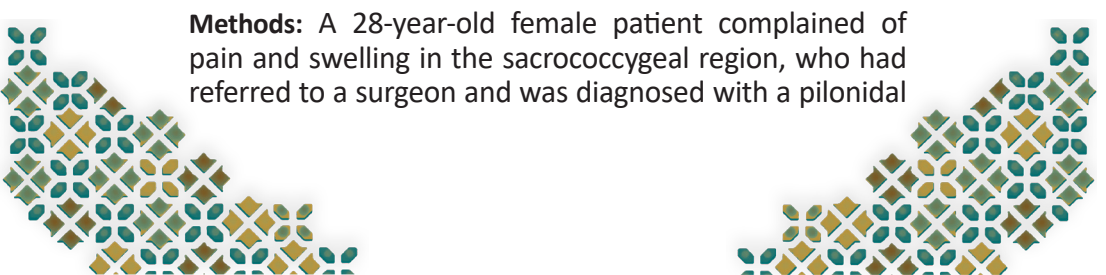 Methods: A 28-year-old female patient complained of
pain and swelling in the sacrococcygeal region, who had
referred to a surgeon and was diagnosed with a pilonidal